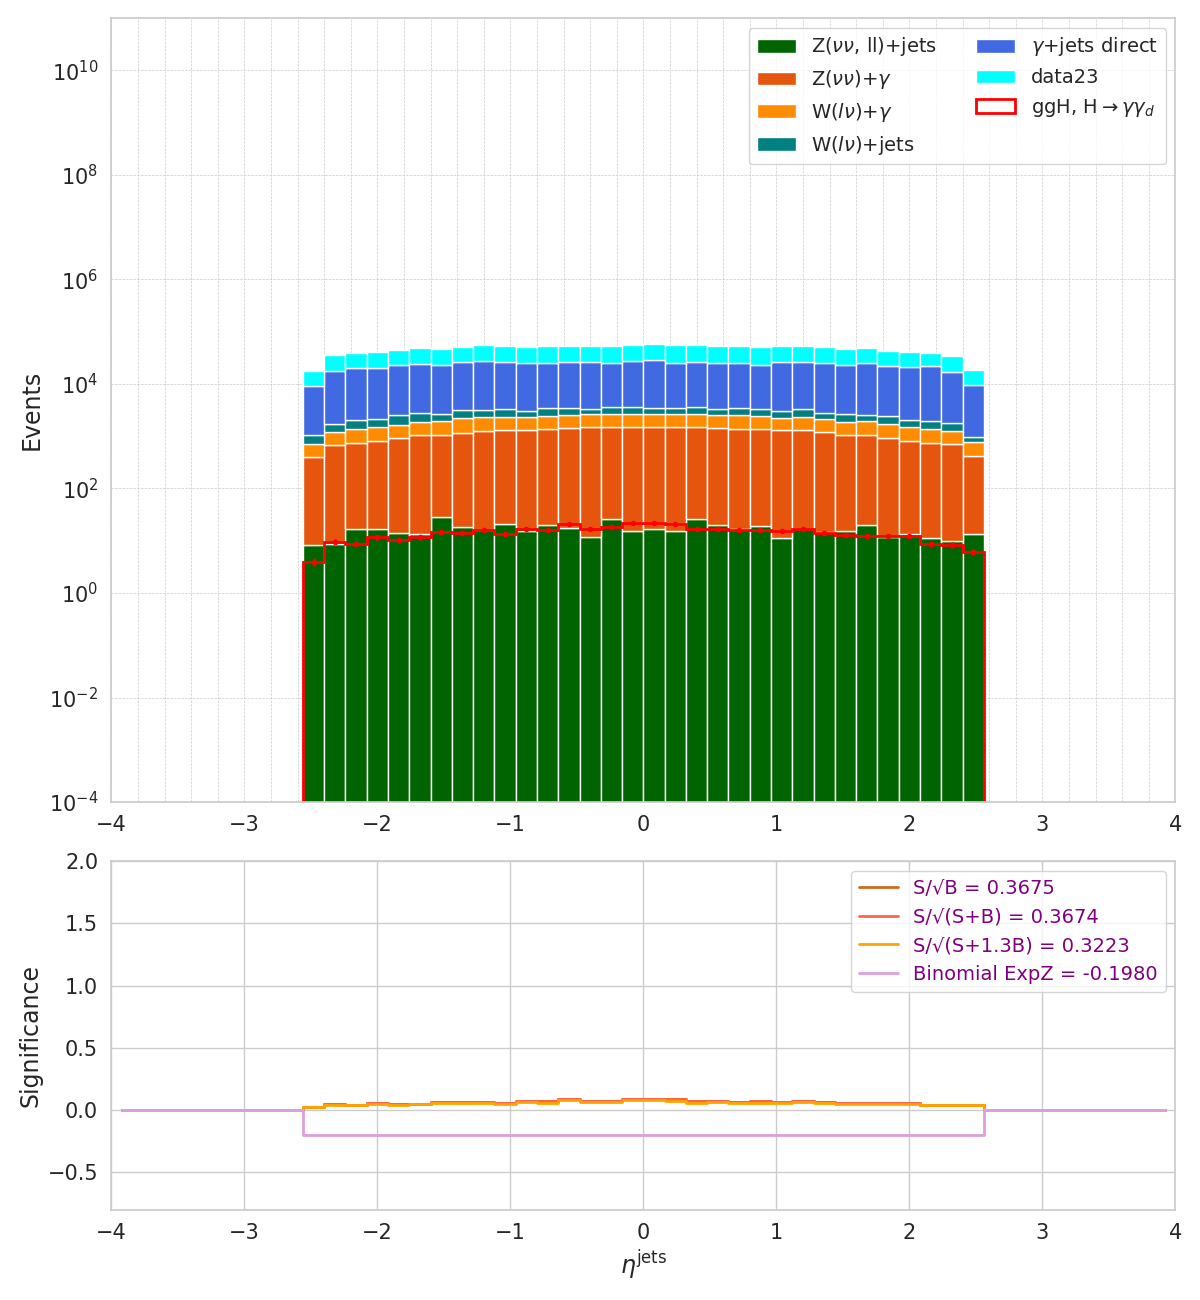 Z(νν, ll)+jets
Z(νν)+γ
W(lν)+γ
W(lν)+jets
γ+jets direct
data23
ggH, H→γγ_d
Events
10^10
10^8
10^6
10^4
10^2
10^0
10^−2
10^−4
−4 −3 −2 −1 0 1 2 3 4
S/√B = 0.3675
S/√(S+B) = 0.3674
S/√(S+1.3B) = 0.3223
Binomial ExpZ = -0.1980
Significance
2.0
1.5
1.0
0.5
0.0
−0.5
−4 −3 −2 −1 0 1 2 3 4
η^jets